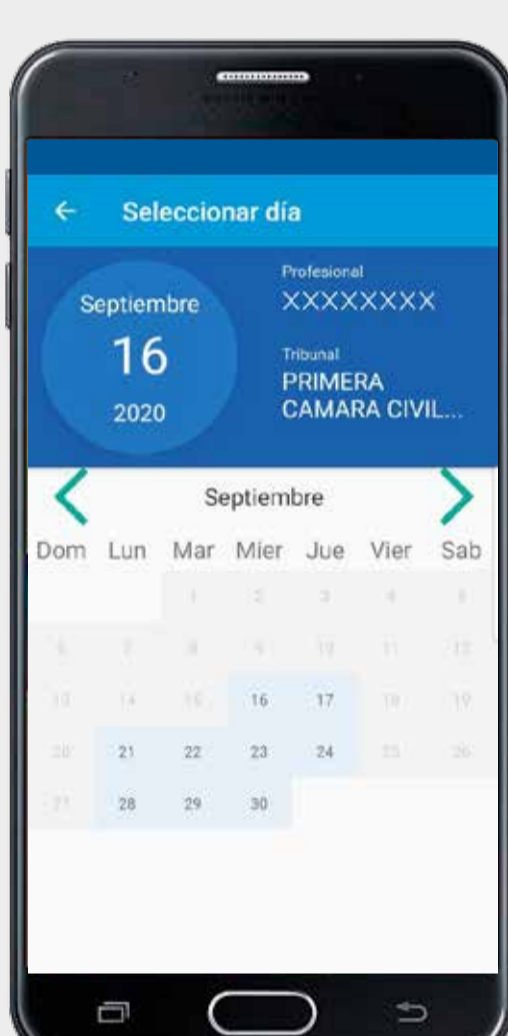 Seleccionar día
Septiembre
16
2020
Profesional
XXXXXXXX
Tribunal
PRIMERA
CAMARA CIVIL...
Septiembre
Dom Lun Mar Mier Jue Vier Sab
1 2 3 4 5
6 7 8 9 10 11 12
13 14 15 16 17 18 19
20 21 22 23 24 25 26
27 28 29 30